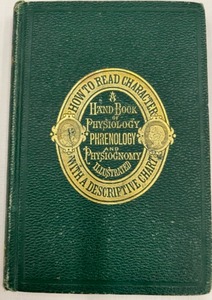 HOW TO READ CHARACTER
A
HAND-BOOK
OF
PHYSIOLOGY
PHRENOLOGY
AND
PHYSIOGNOMY
ILLUSTRATED
WITH A DESCRIPTIVE CHART